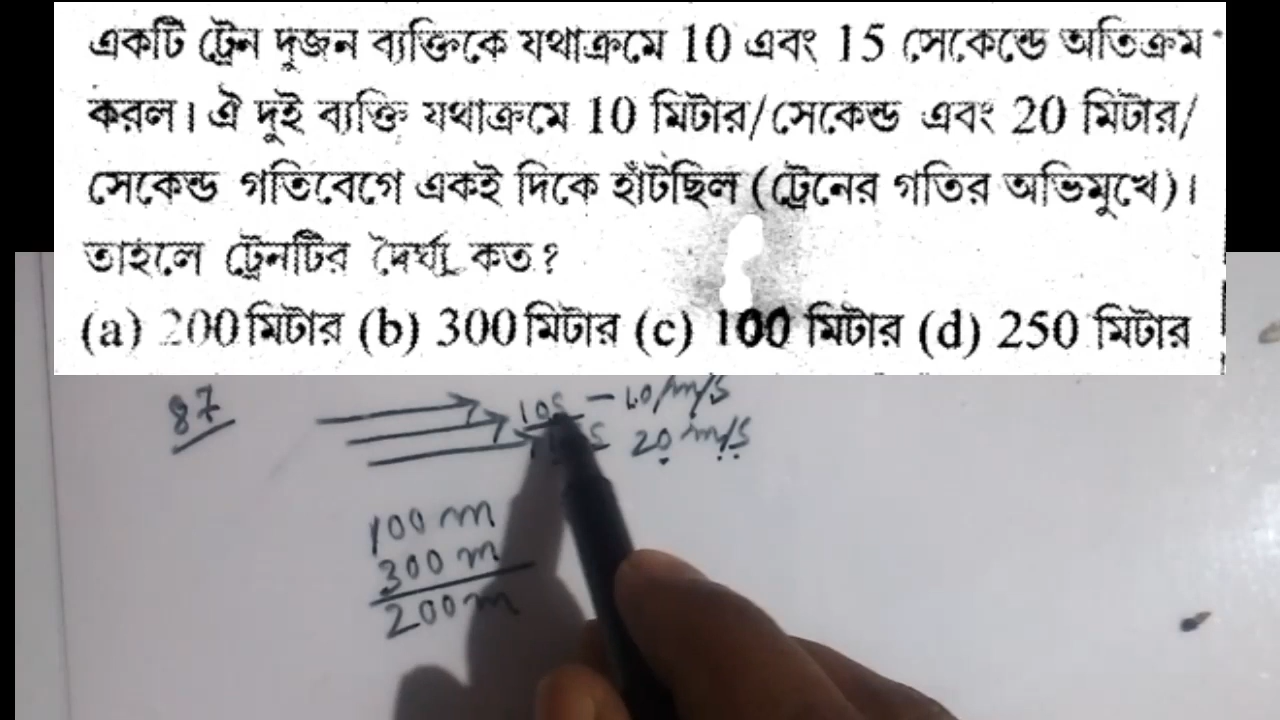 একটি ট্রেন দুজন ব্যক্তিকে যথাক্রমে 10 এবং 15 সেকেন্ডে অতিক্রম
করল। ঐ দুই ব্যক্তি যথাক্রমে 10 মিটার/সেকেন্ড এবং 20 মিটার/
সেকেন্ড গতিবেগে একই দিকে হাঁটছিল (ট্রেনের গতির অভিমুখে)।
তাহলে ট্রেনটির দৈর্ঘ্য কত?
(a) 200 মিটার (b) 300 মিটার (c) 100 মিটার (d) 250 মিটার
87
10s – 10 m/s
20 m/s
100 m
300 m
200 m